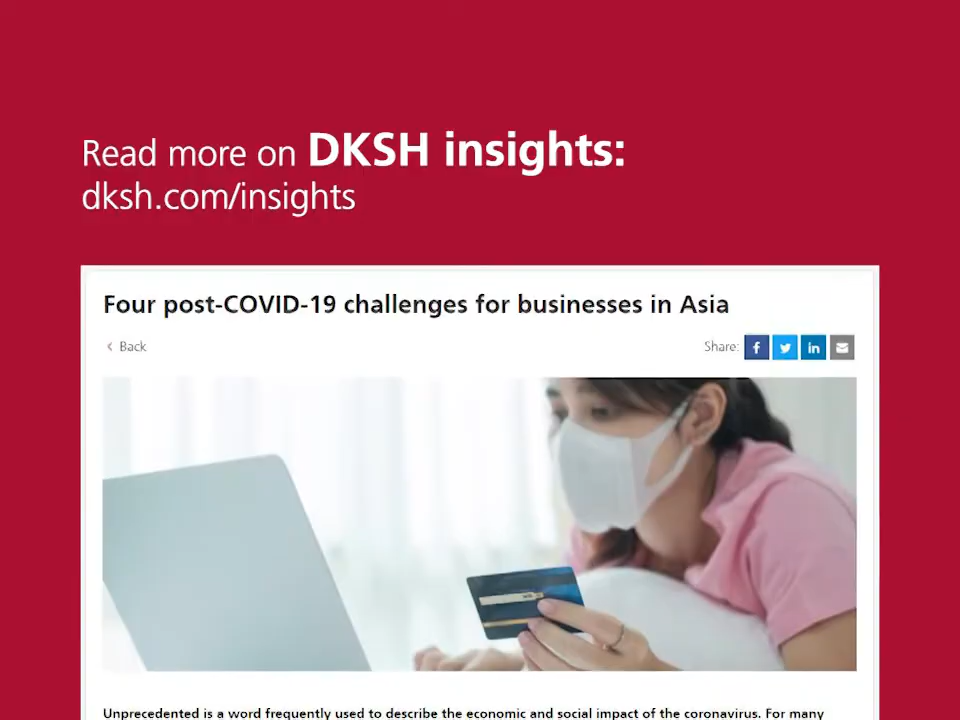 Read more on DKSH insights:
dksh.com/insights
Four post-COVID-19 challenges for businesses in Asia
< Back
Share:
Unprecedented is a word frequently used to describe the economic and social impact of the coronavirus. For many